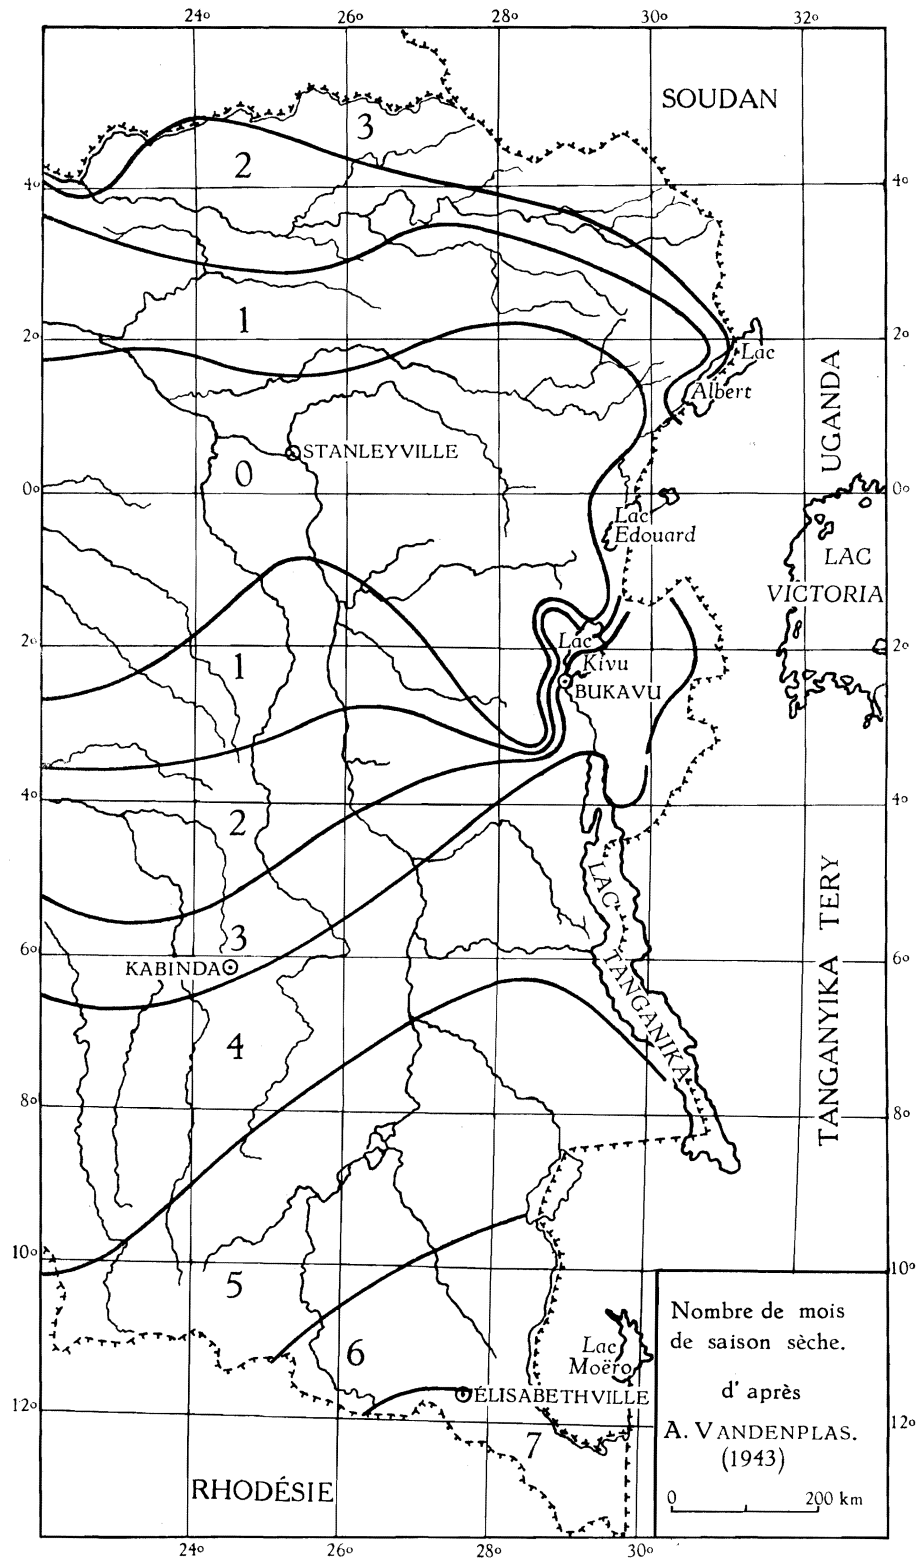 24° 26° 28° 30° 32°
SOUDAN
3
2
4° 4°
1
2° 2°
Lac
Albert
UGANDA
STANLEYVILLE
0
0° 0°
Lac
Edouard
LAC
VICTORIA
2° 2°
Lac
Kivu
1
BUKAVU
4° 4°
2
LAC
TANGANIKA
TANGANYIKA TERY
3
6° 6°
KABINDA
4
8° 8°
10° 10°
5
Nombre de mois
de saison sèche.
d'après
A. VANDENPLAS.
(1943)
0 200 km
6
Lac
Moëro
ÉLISABETHVILLE
12° 12°
7
RHODÉSIE
24° 26° 28° 30°